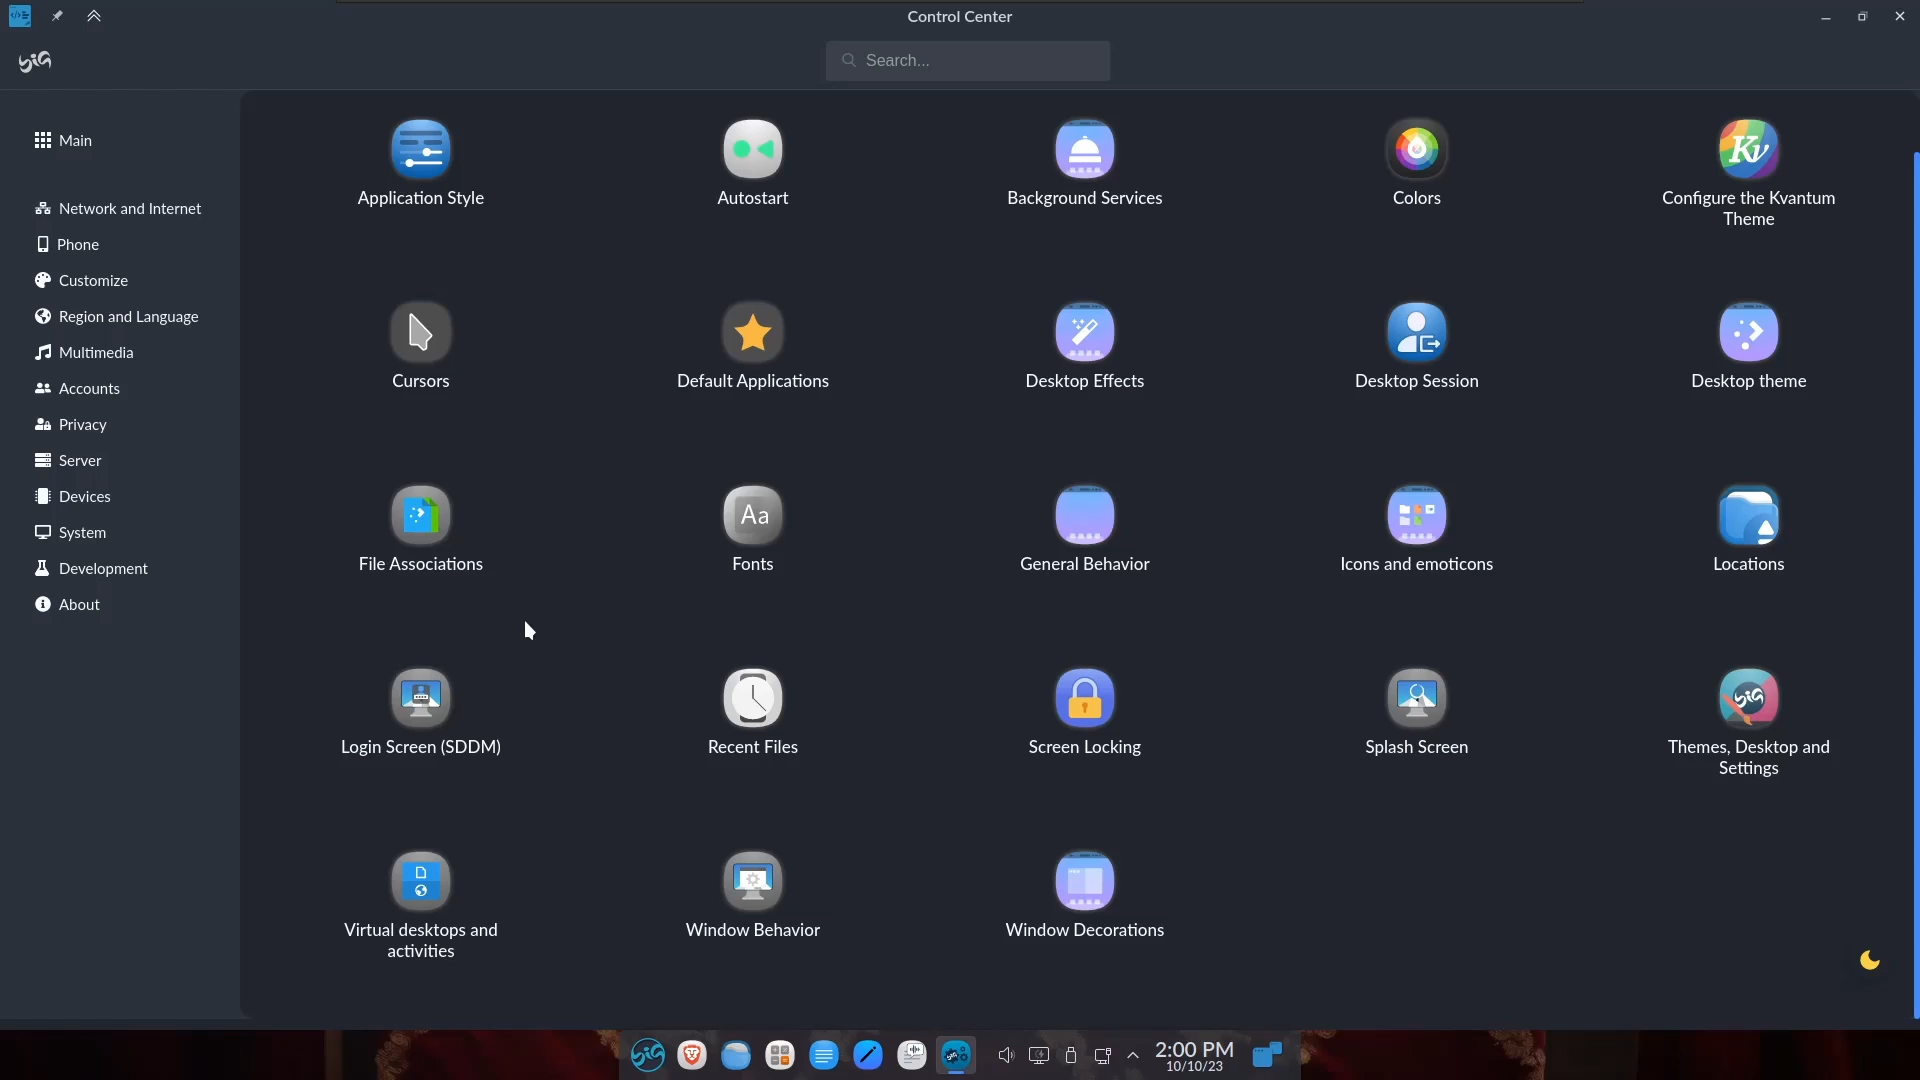 Control Center
Search...
Main
Network and Internet
Phone
Customize
Region and Language
Multimedia
Accounts
Privacy
Server
Devices
System
Development
About
Application Style
Autostart
Background Services
Colors
Kv
Configure the Kvantum
Theme
Cursors
Default Applications
Desktop Effects
Desktop Session
Desktop theme
File Associations
Aa
Fonts
General Behavior
Icons and emoticons
Locations
Login Screen (SDDM)
Recent Files
Screen Locking
Splash Screen
Themes, Desktop and
Settings
Virtual desktops and
activities
Window Behavior
Window Decorations
2:00 PM
10/10/23